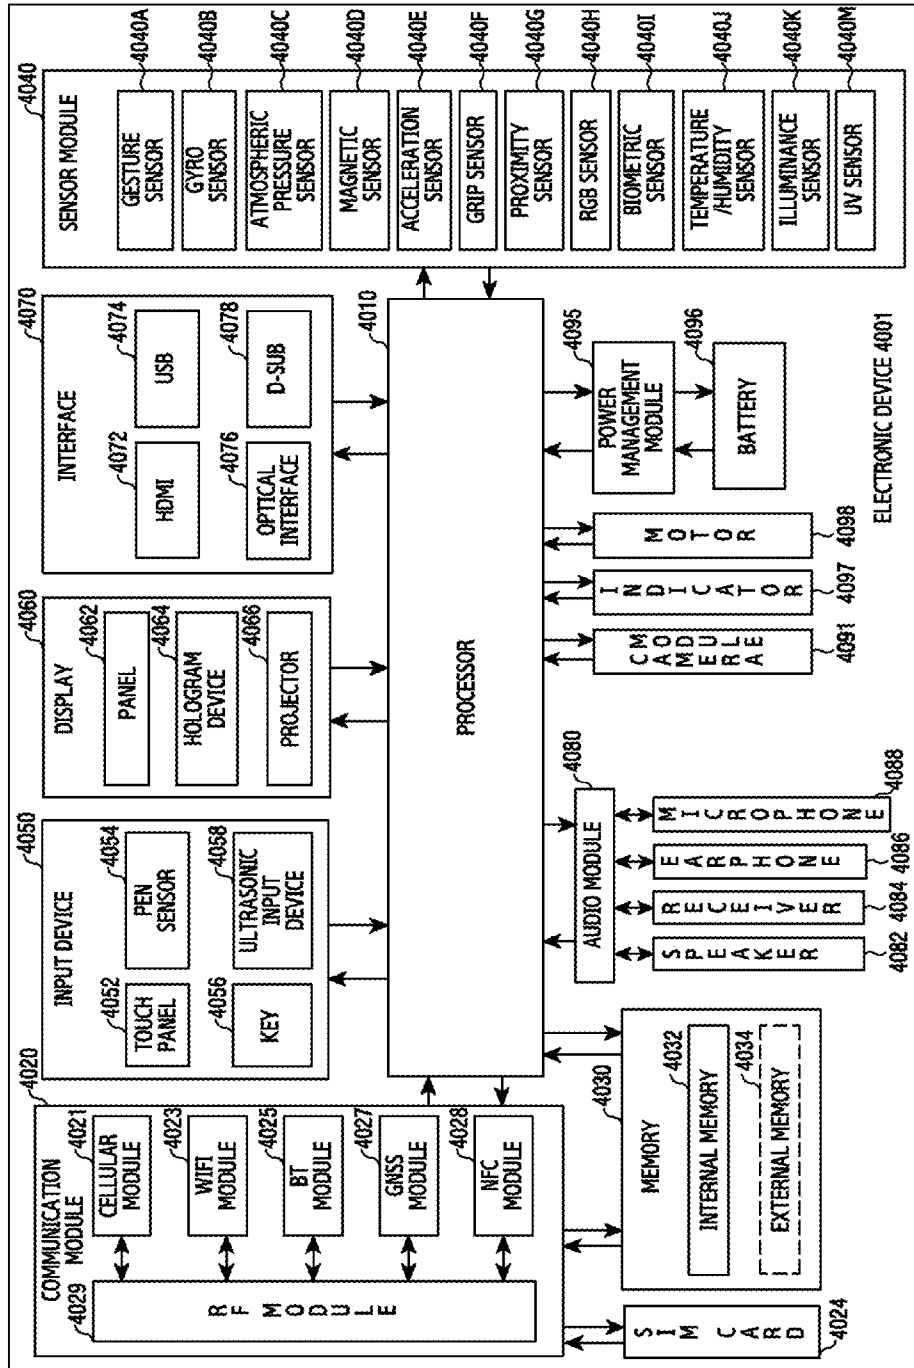 ELECTRONIC DEVICE 4001
COMMUNICATION
MODULE
4020
4029
RF MODULE
4021
CELLULAR
MODULE
4023
WIFI
MODULE
4025
BT
MODULE
4027
GNSS
MODULE
4028
NFC
MODULE
INPUT DEVICE
4050
4052
TOUCH
PANEL
4054
PEN
SENSOR
4056
KEY
4058
ULTRASONIC
INPUT
DEVICE
DISPLAY
4060
4062
PANEL
4064
HOLOGRAM
DEVICE
4066
PROJECTOR
INTERFACE
4070
4072
HDMI
4074
USB
4076
OPTICAL
INTERFACE
4078
D-SUB
SENSOR MODULE
4040
GESTURE
SENSOR
4040A
GYRO
SENSOR
4040B
ATMOSPHERIC
PRESSURE
SENSOR
4040C
MAGNETIC
SENSOR
4040D
ACCELERATION
SENSOR
4040E
GRIP SENSOR
4040F
PROXIMITY
SENSOR
4040G
RGB SENSOR
4040H
BIOMETRIC
SENSOR
4040I
TEMPERATURE
/HUMIDITY
SENSOR
4040J
ILLUMINANCE
SENSOR
4040K
UV SENSOR
4040M
PROCESSOR
4010
SIM CARD
4024
MEMORY
4030
INTERNAL MEMORY
4032
EXTERNAL MEMORY
4034
AUDIO MODULE
4080
SPEAKER
4082
RECEIVER
4084
EARPHONE
4086
MICROPHONE
4088
CAMERA
MODULE
4091
INDICATOR
4097
MOTOR
4098
POWER
MANAGEMENT
MODULE
4095
BATTERY
4096